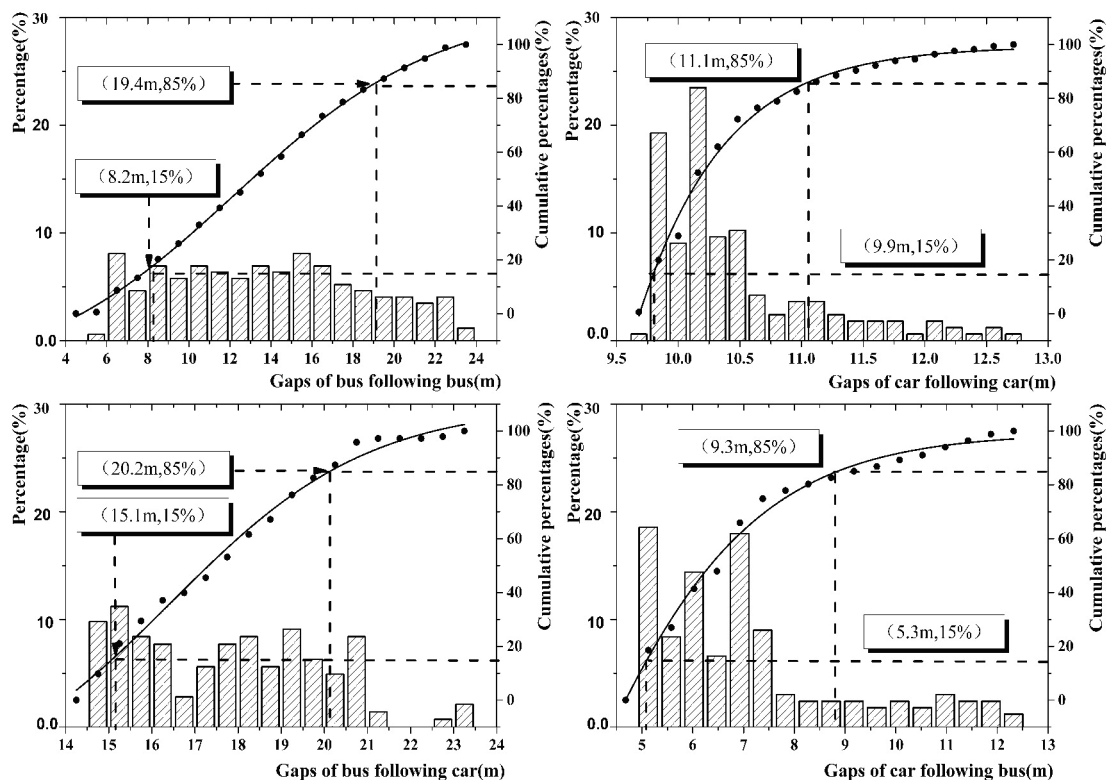 30
20
10
0.0
Percentage(%)
(19.4m,85%)
(8.2m,15%)
100
80
60
40
20
0
Cumulative percentages(%)
4 6 8 10 12 14 16 18 20 22 24
Gaps of bus following bus(m)
30
20
10
0.0
Percentage(%)
(11.1m,85%)
(9.9m,15%)
100
80
60
40
20
0
Cumulative percentages(%)
9.5 10.0 10.5 11.0 11.5 12.0 12.5 13.0
Gaps of car following car(m)
30
20
10
0.0
Percentage(%)
(20.2m,85%)
(15.1m,15%)
100
80
60
40
20
0
Cumulative percentages(%)
14 15 16 17 18 19 20 21 22 23 24
Gaps of bus following car(m)
30
20
10
0.0
Percentage(%)
(9.3m,85%)
(5.3m,15%)
100
80
60
40
20
0
Cumulative percentages(%)
5 6 7 8 9 10 11 12 13
Gaps of car following bus(m)